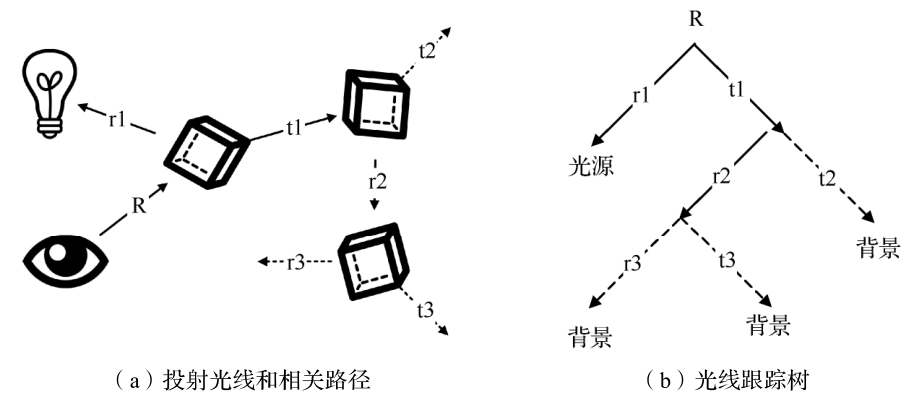 R
t2
r1
t1
r1
t1
光源
r2
r2
t2
R
背景
r3
r3
t3
t3
背景
背景
（a）投射光线和相关路径
（b）光线跟踪树